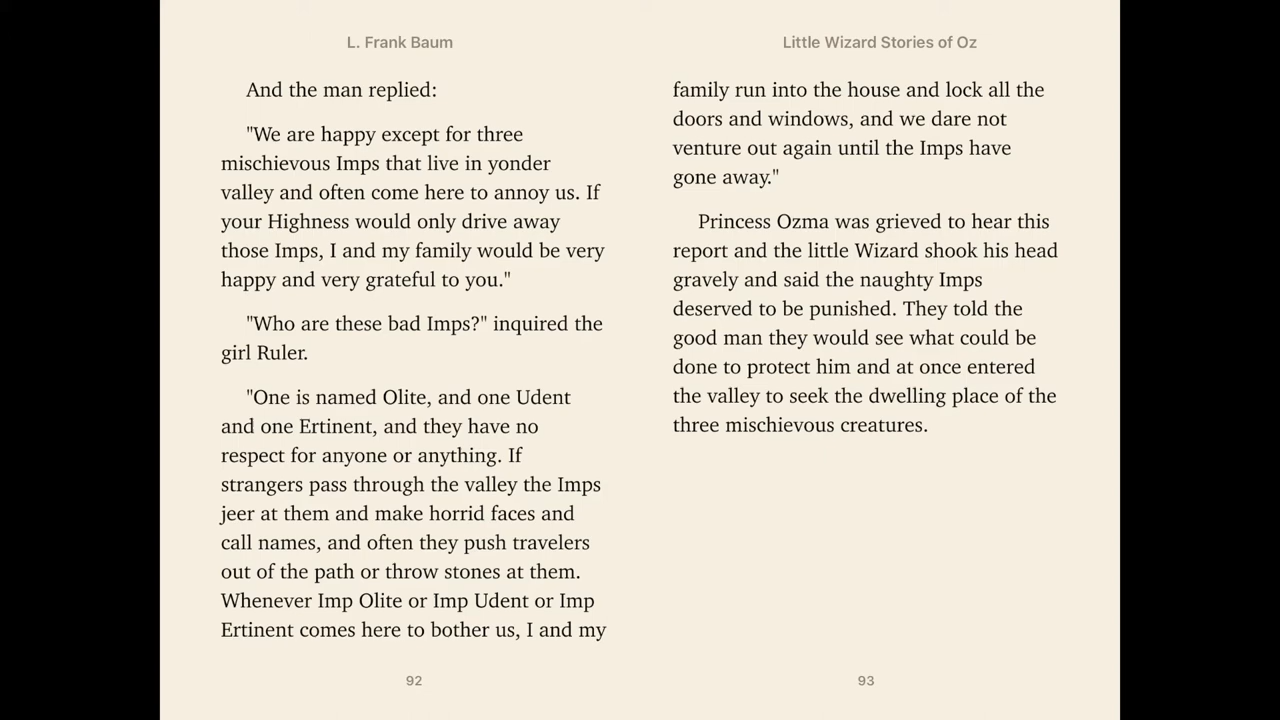 L. Frank Baum
And the man replied:
"We are happy except for three
mischievous Imps that live in yonder
valley and often come here to annoy us. If
your Highness would only drive away
those Imps, I and my family would be very
happy and very grateful to you."
"Who are these bad Imps?" inquired the
girl Ruler.
"One is named Olite, and one Udent
and one Ertinent, and they have no
respect for anyone or anything. If
strangers pass through the valley the Imps
jeer at them and make horrid faces and
call names, and often they push travelers
out of the path or throw stones at them.
Whenever Imp Olite or Imp Udent or Imp
Ertinent comes here to bother us, I and my
92
Little Wizard Stories of Oz
family run into the house and lock all the
doors and windows, and we dare not
venture out again until the Imps have
gone away."
Princess Ozma was grieved to hear this
report and the little Wizard shook his head
gravely and said the naughty Imps
deserved to be punished. They told the
good man they would see what could be
done to protect him and at once entered
the valley to seek the dwelling place of the
three mischievous creatures.
93